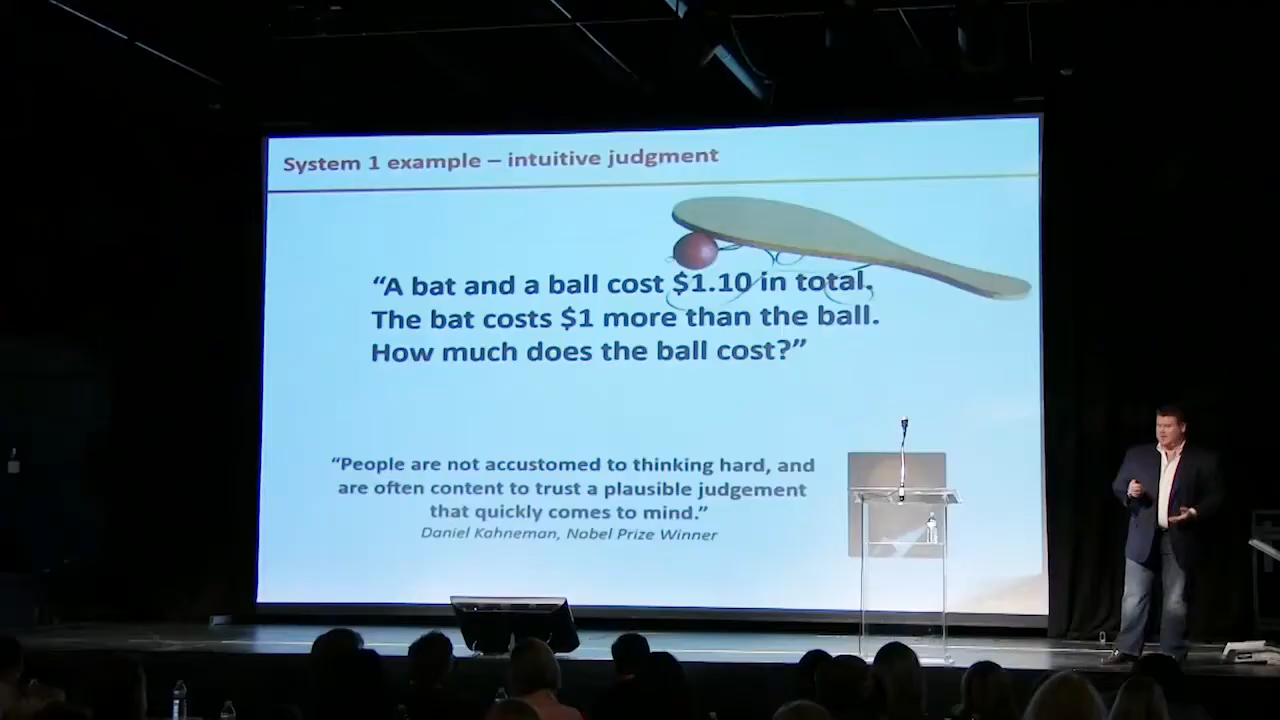 System 1 example – intuitive judgment
“A bat and a ball cost $1.10 in total.
The bat costs $1 more than the ball.
How much does the ball cost?”
“People are not accustomed to thinking hard, and
are often content to trust a plausible judgement
that quickly comes to mind.”
Daniel Kahneman, Nobel Prize Winner